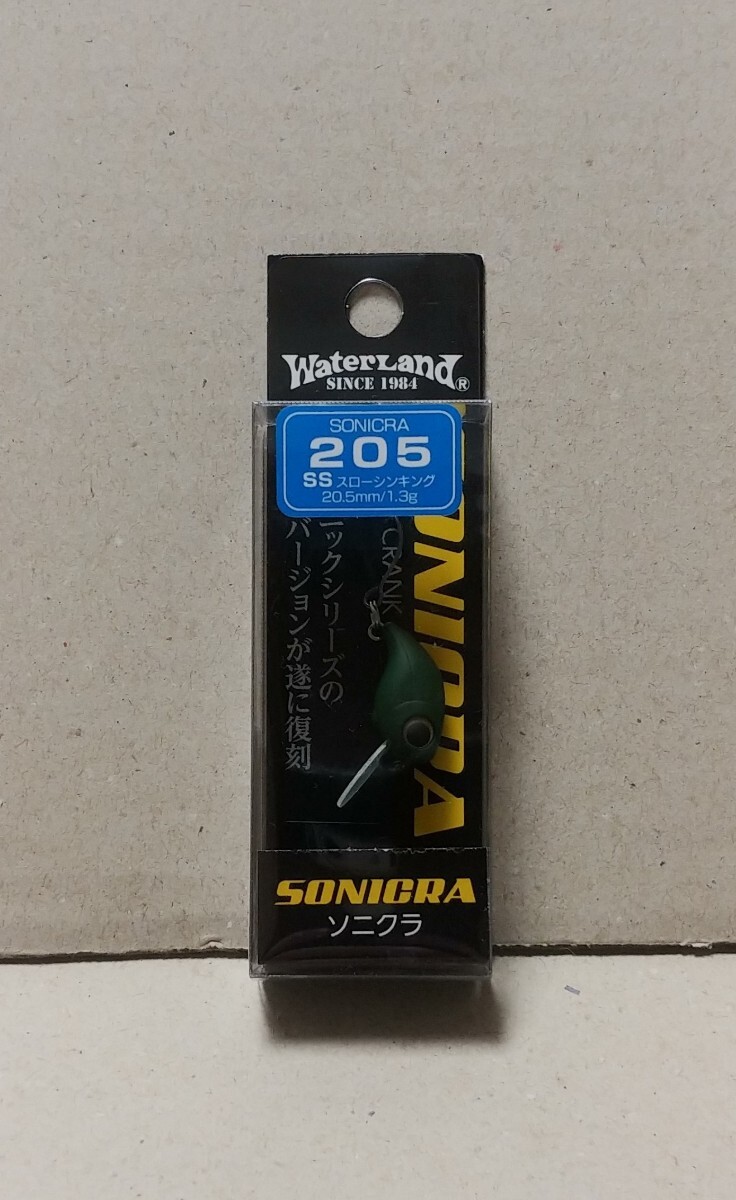 WaterLand®
SINCE 1984
SONICRA
205
SS スローシンキング
20.5mm/1.3g
CRANK
ニックシリーズの
バージョンが遂に復刻
SONICRA
SONICRA
ソニクラ